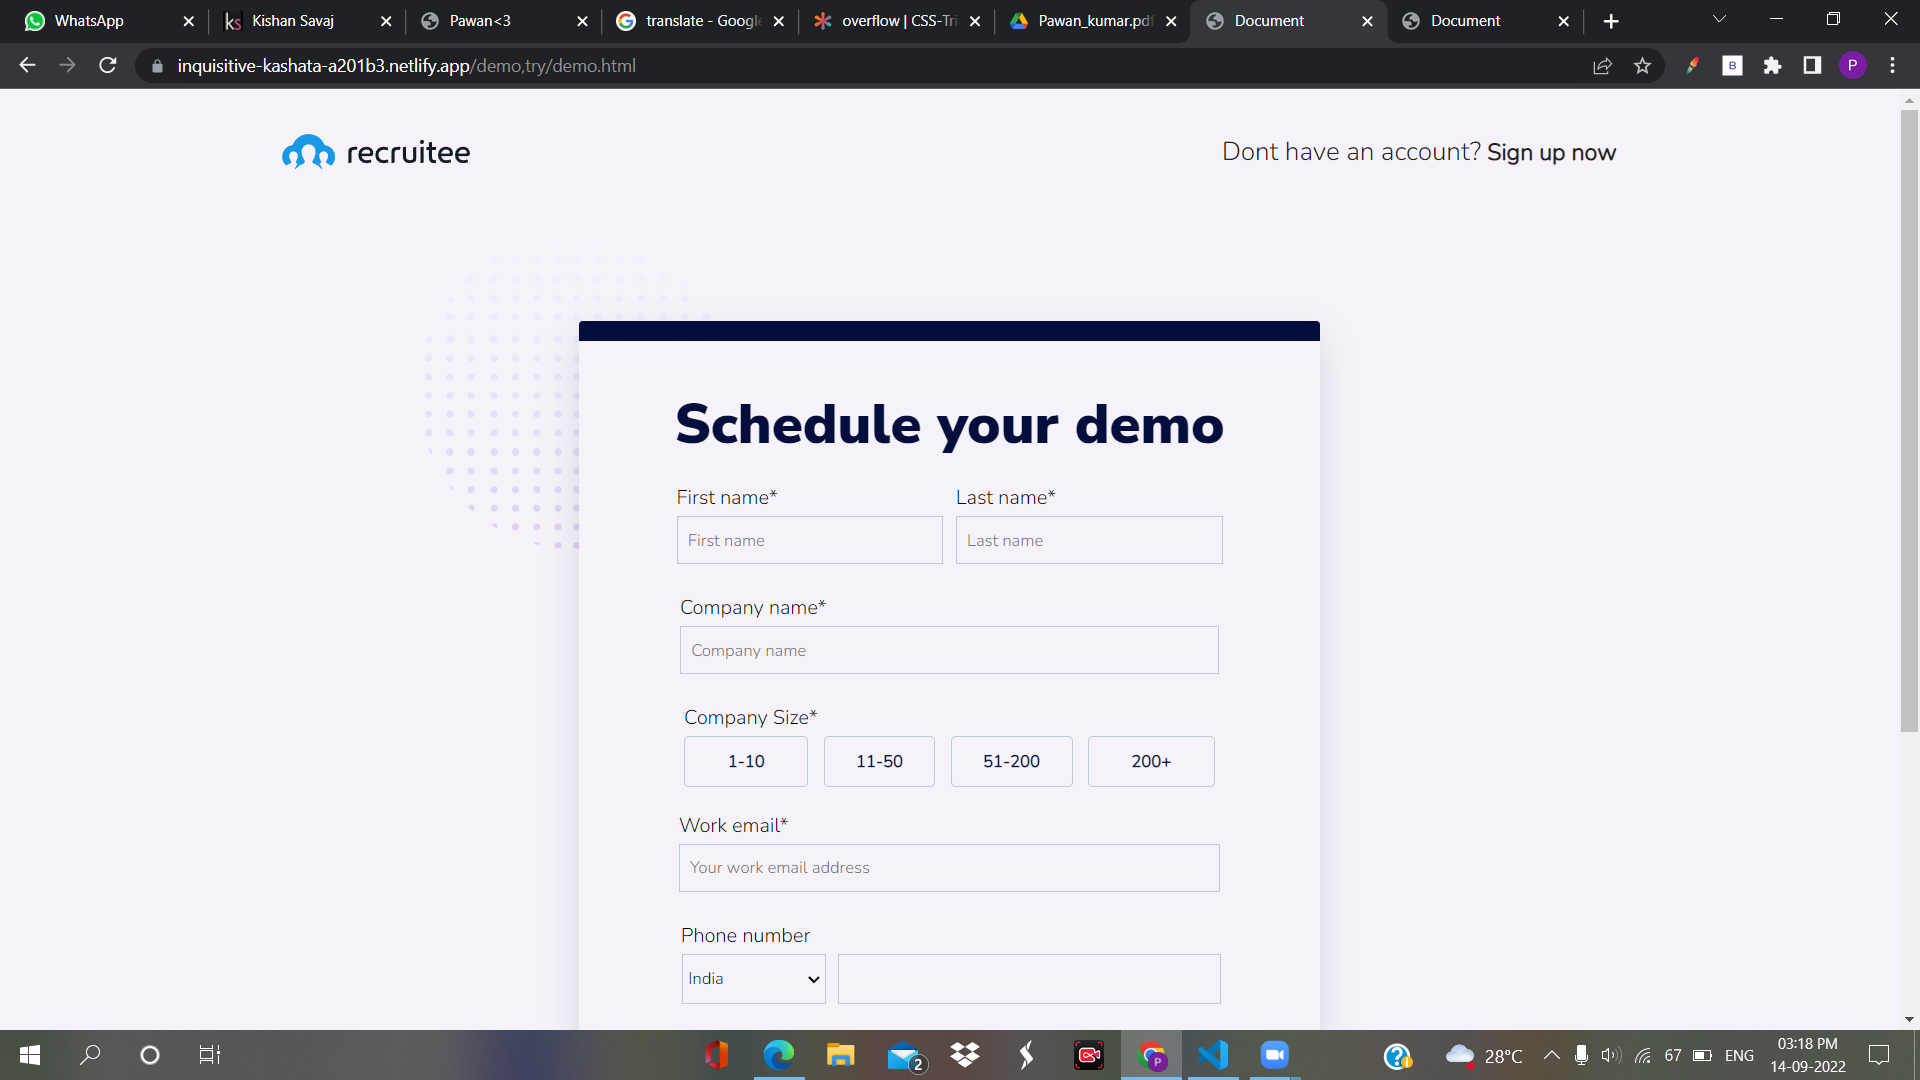 WhatsApp
Kishan Savaj
Pawan<3
translate - Google
overflow | CSS-Tri
Pawan_kumar.pdf
Document
Document
inquisitive-kashata-a201b3.netlify.app/demo,try/demo.html
B
P
recruitee
Dont have an account? Sign up now
Schedule your demo
First name* Last name*
First name Last name
Company name*
Company name
Company Size*
1-10 11-50 51-200 200+
Work email*
Your work email address
Phone number
India
2
P
28°C
67
ENG
03:18 PM
14-09-2022